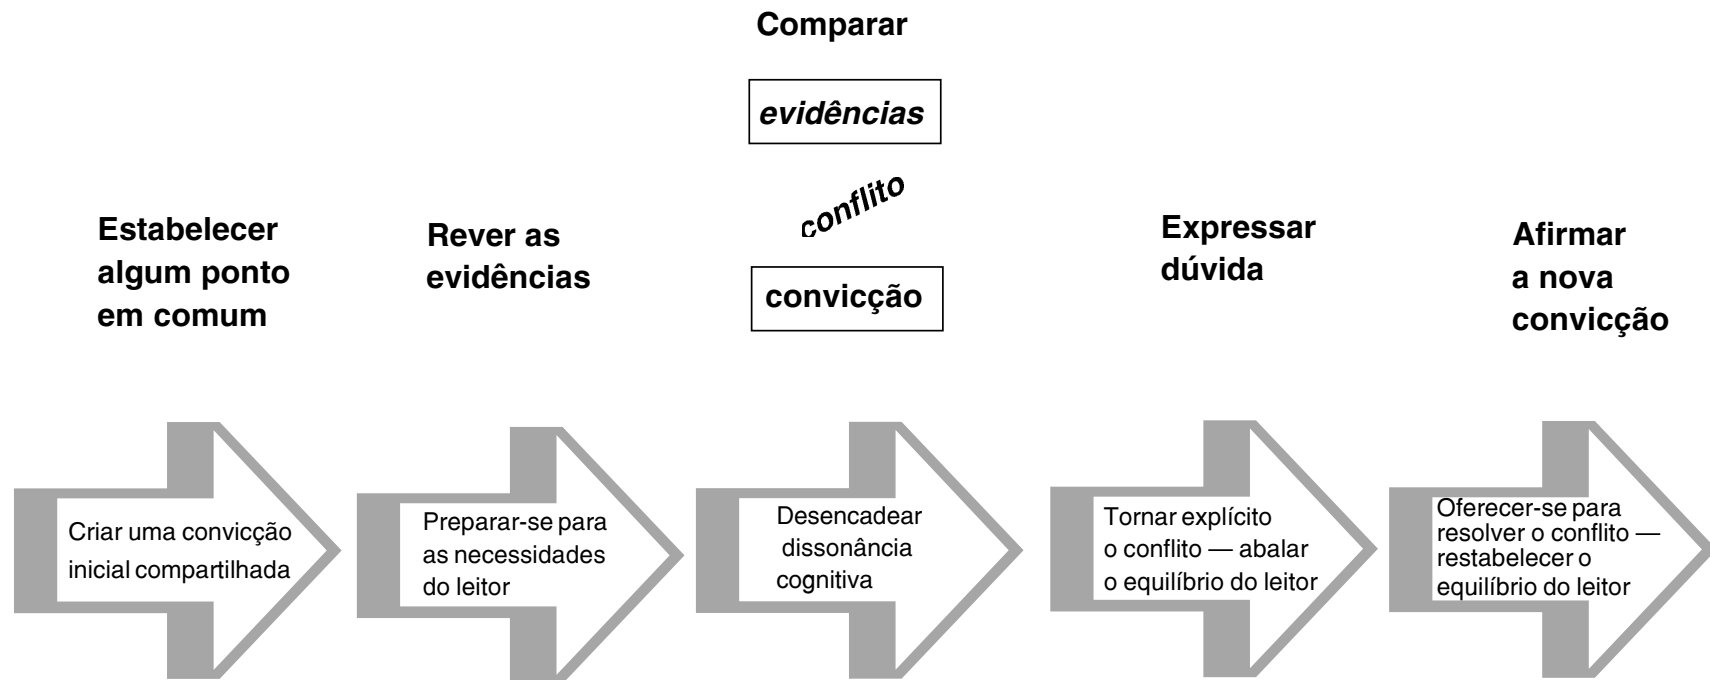 Comparar
evidências
conflito
convicção
Estabelecer
algum ponto
em comum
Rever as
evidências
Expressar
dúvida
Afirmar
a nova
convicção
Criar uma convicção
inicial compartilhada
Preparar-se para
as necessidades
do leitor
Desencadear
dissonância
cognitiva
Tornar explícito
o conflito — abalar
o equilíbrio do leitor
Oferecer-se para
resolver o conflito —
restabelecer o
equilíbrio do leitor